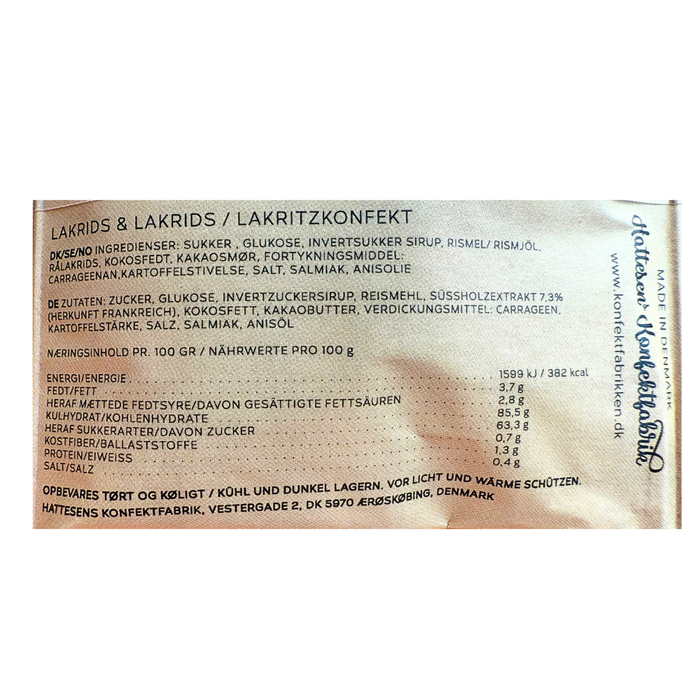 LAKRIDS & LAKRIDS / LAKRITZKONFEKT
DK/SE/NO INGREDIENSER: SUKKER , GLUKOSE, INVERTSUKKER SIRUP, RISMEL/ RISMJÖL,
RÅLAKRIDS, KOKOSFEDT, KAKAOSMØR, FORTYKNINGSMIDDEL:
CARRAGEENAN,KARTOFFELSTIVELSE, SALT, SALMIAK, ANISOLIE
DE ZUTATEN: ZUCKER, GLUKOSE, INVERTZUCKERSIRUP, REISMEHL, SÜSSHOLZEXTRAKT 7,3%
(HERKUNFT FRANKREICH), KOKOSFETT, KAKAOBUTTER, VERDICKUNGSMITTEL: CARRAGEEN,
KARTOFFELSTÄRKE, SALZ, SALMIAK, ANISÖL
NÆRINGSINHOLD PR. 100 GR / NÄHRWERTE PRO 100 g
ENERGI/ENERGIE 1599 kJ / 382 kcal
FEDT/FETT 3,7 g
HERAF MÆTTEDE FEDTSYRE/DAVON GESÄTTIGTE FETTSÄUREN 2,8 g
KULHYDRAT/KOHLENHYDRATE 85,5 g
HERAF SUKKERARTER/DAVON ZUCKER 63,3 g
KOSTFIBER/BALLASTSTOFFE 0,7 g
PROTEIN/EIWEISS 1,3 g
SALT/SALZ 0,4 g
OPBEVARES TØRT OG KØLIGT / KÜHL UND DUNKEL LAGERN. VOR LICHT UND WÄRME SCHÜTZEN.
HATTESENS KONFEKTFABRIK, VESTERGADE 2, DK 5970 ÆRØSKØBING, DENMARK
MADE IN DENMARK
Hattesens Konfektfabrik
www.konfektfabrikken.dk